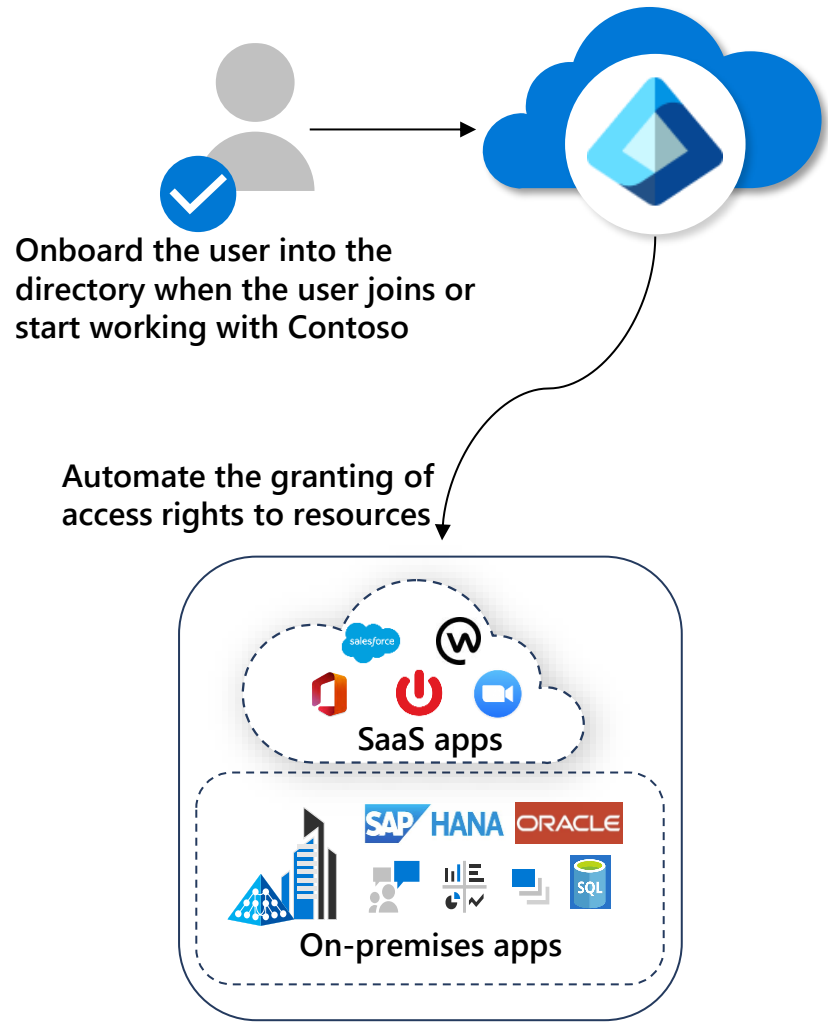 Onboard the user into the
directory when the user joins or
start working with Contoso
Automate the granting of
access rights to resources
salesforce
SaaS apps
SAP HANA
ORACLE
SQL
On-premises apps